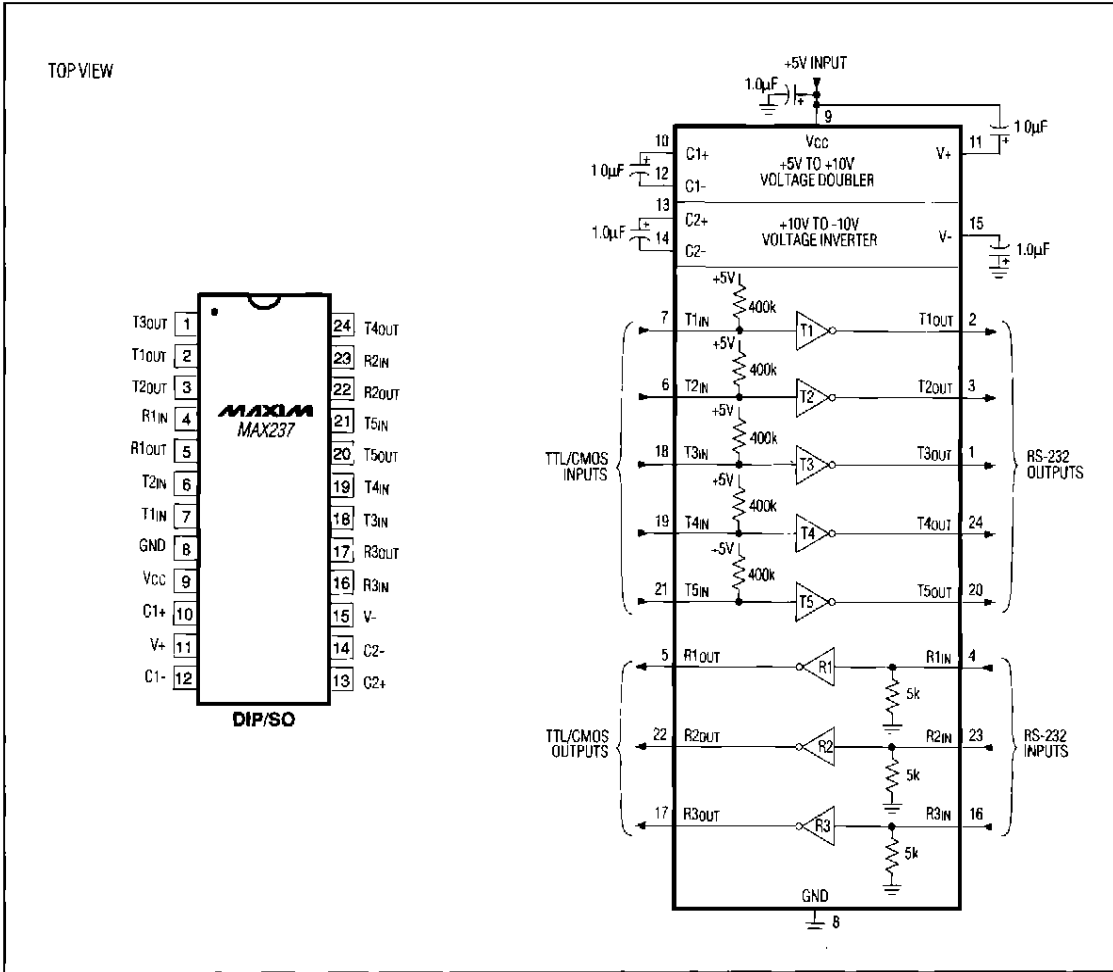 TOP VIEW
T3OUT 1
T1OUT 2
T2OUT 3
R1IN 4
R1OUT 5
T2IN 6
T1IN 7
GND 8
VCC 9
C1+ 10
V+ 11
C1- 12
24 T4OUT
23 R2IN
22 R2OUT
21 T5IN
20 T5OUT
19 T4IN
18 T3IN
17 R3OUT
16 R3IN
15 V-
14 C2-
13 C2+
MAXIM
MAX237
DIP/SO
+5V INPUT
1.0µF
+
9
VCC
10
C1+
1 0µF
+
12
C1-
+5V TO +10V
VOLTAGE DOUBLER
V+
11
1 0µF
+
13
C2+
1.0µF
+
14
C2-
+10V TO -10V
VOLTAGE INVERTER
V-
15
1.0µF
+
TTL/CMOS
INPUTS
+5V
400k
7 T1IN T1 T1OUT 2
+5V
400k
6 T2IN T2 T2OUT 3
+5V
400k
18 T3IN T3 T3OUT 1
+5V
400k
19 T4IN T4 T4OUT 24
+5V
400k
21 T5IN T5 T5OUT 20
RS-232
OUTPUTS
TTL/CMOS
OUTPUTS
5 R1OUT R1 R1IN 4
5k
22 R2OUT R2 R2IN 23
5k
17 R3OUT R3 R3IN 16
5k
RS-232
INPUTS
GND
8